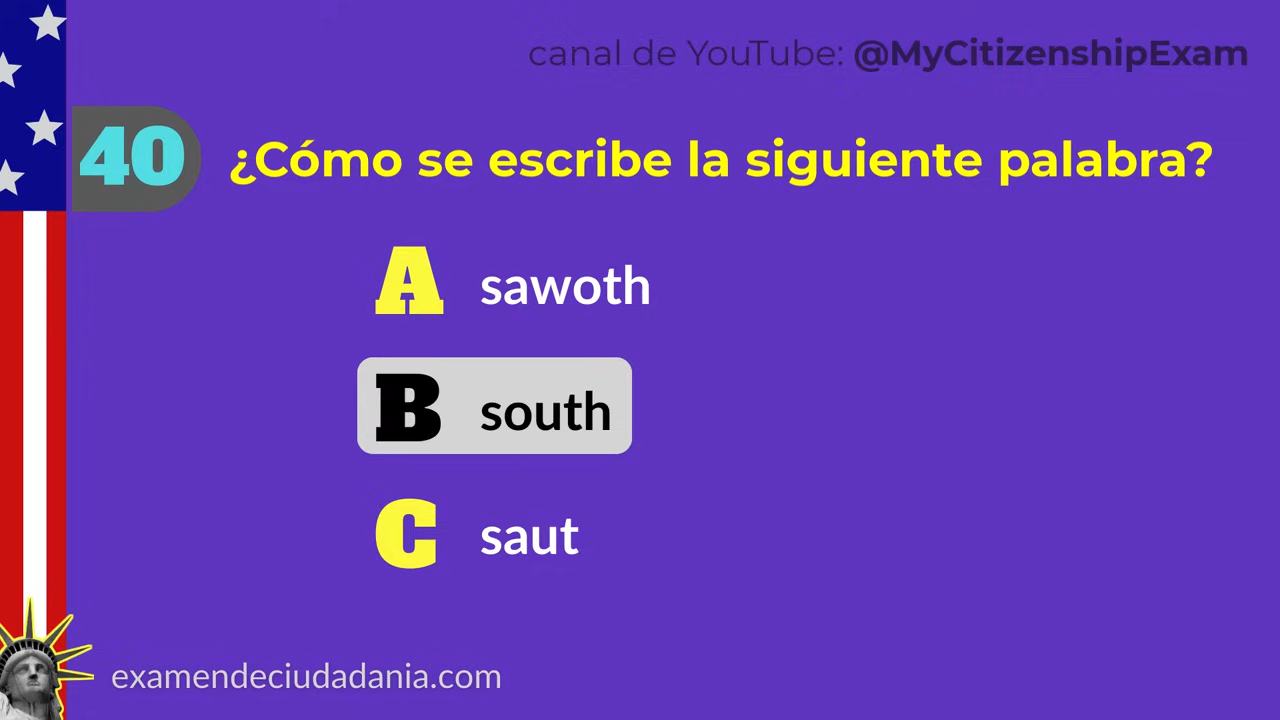 canal de YouTube: @MyCitizenshipExam
40 ¿Cómo se escribe la siguiente palabra?
A sawoth
B south
C saut
examendeciudadania.com